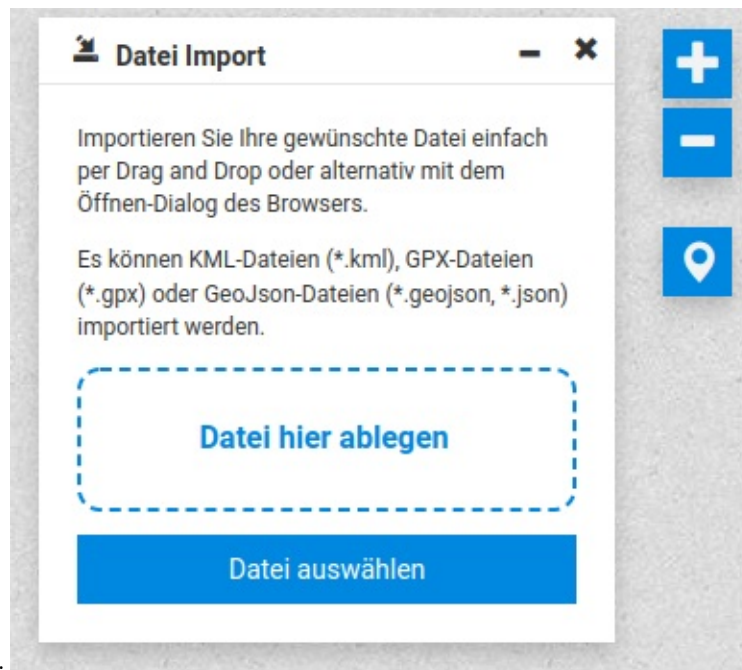 Datei Import
Importieren Sie Ihre gewünschte Datei einfach
per Drag and Drop oder alternativ mit dem
Öffnen-Dialog des Browsers.
Es können KML-Dateien (*.kml), GPX-Dateien
(*.gpx) oder GeoJson-Dateien (*.geojson, *.json)
importiert werden.
Datei hier ablegen
Datei auswählen